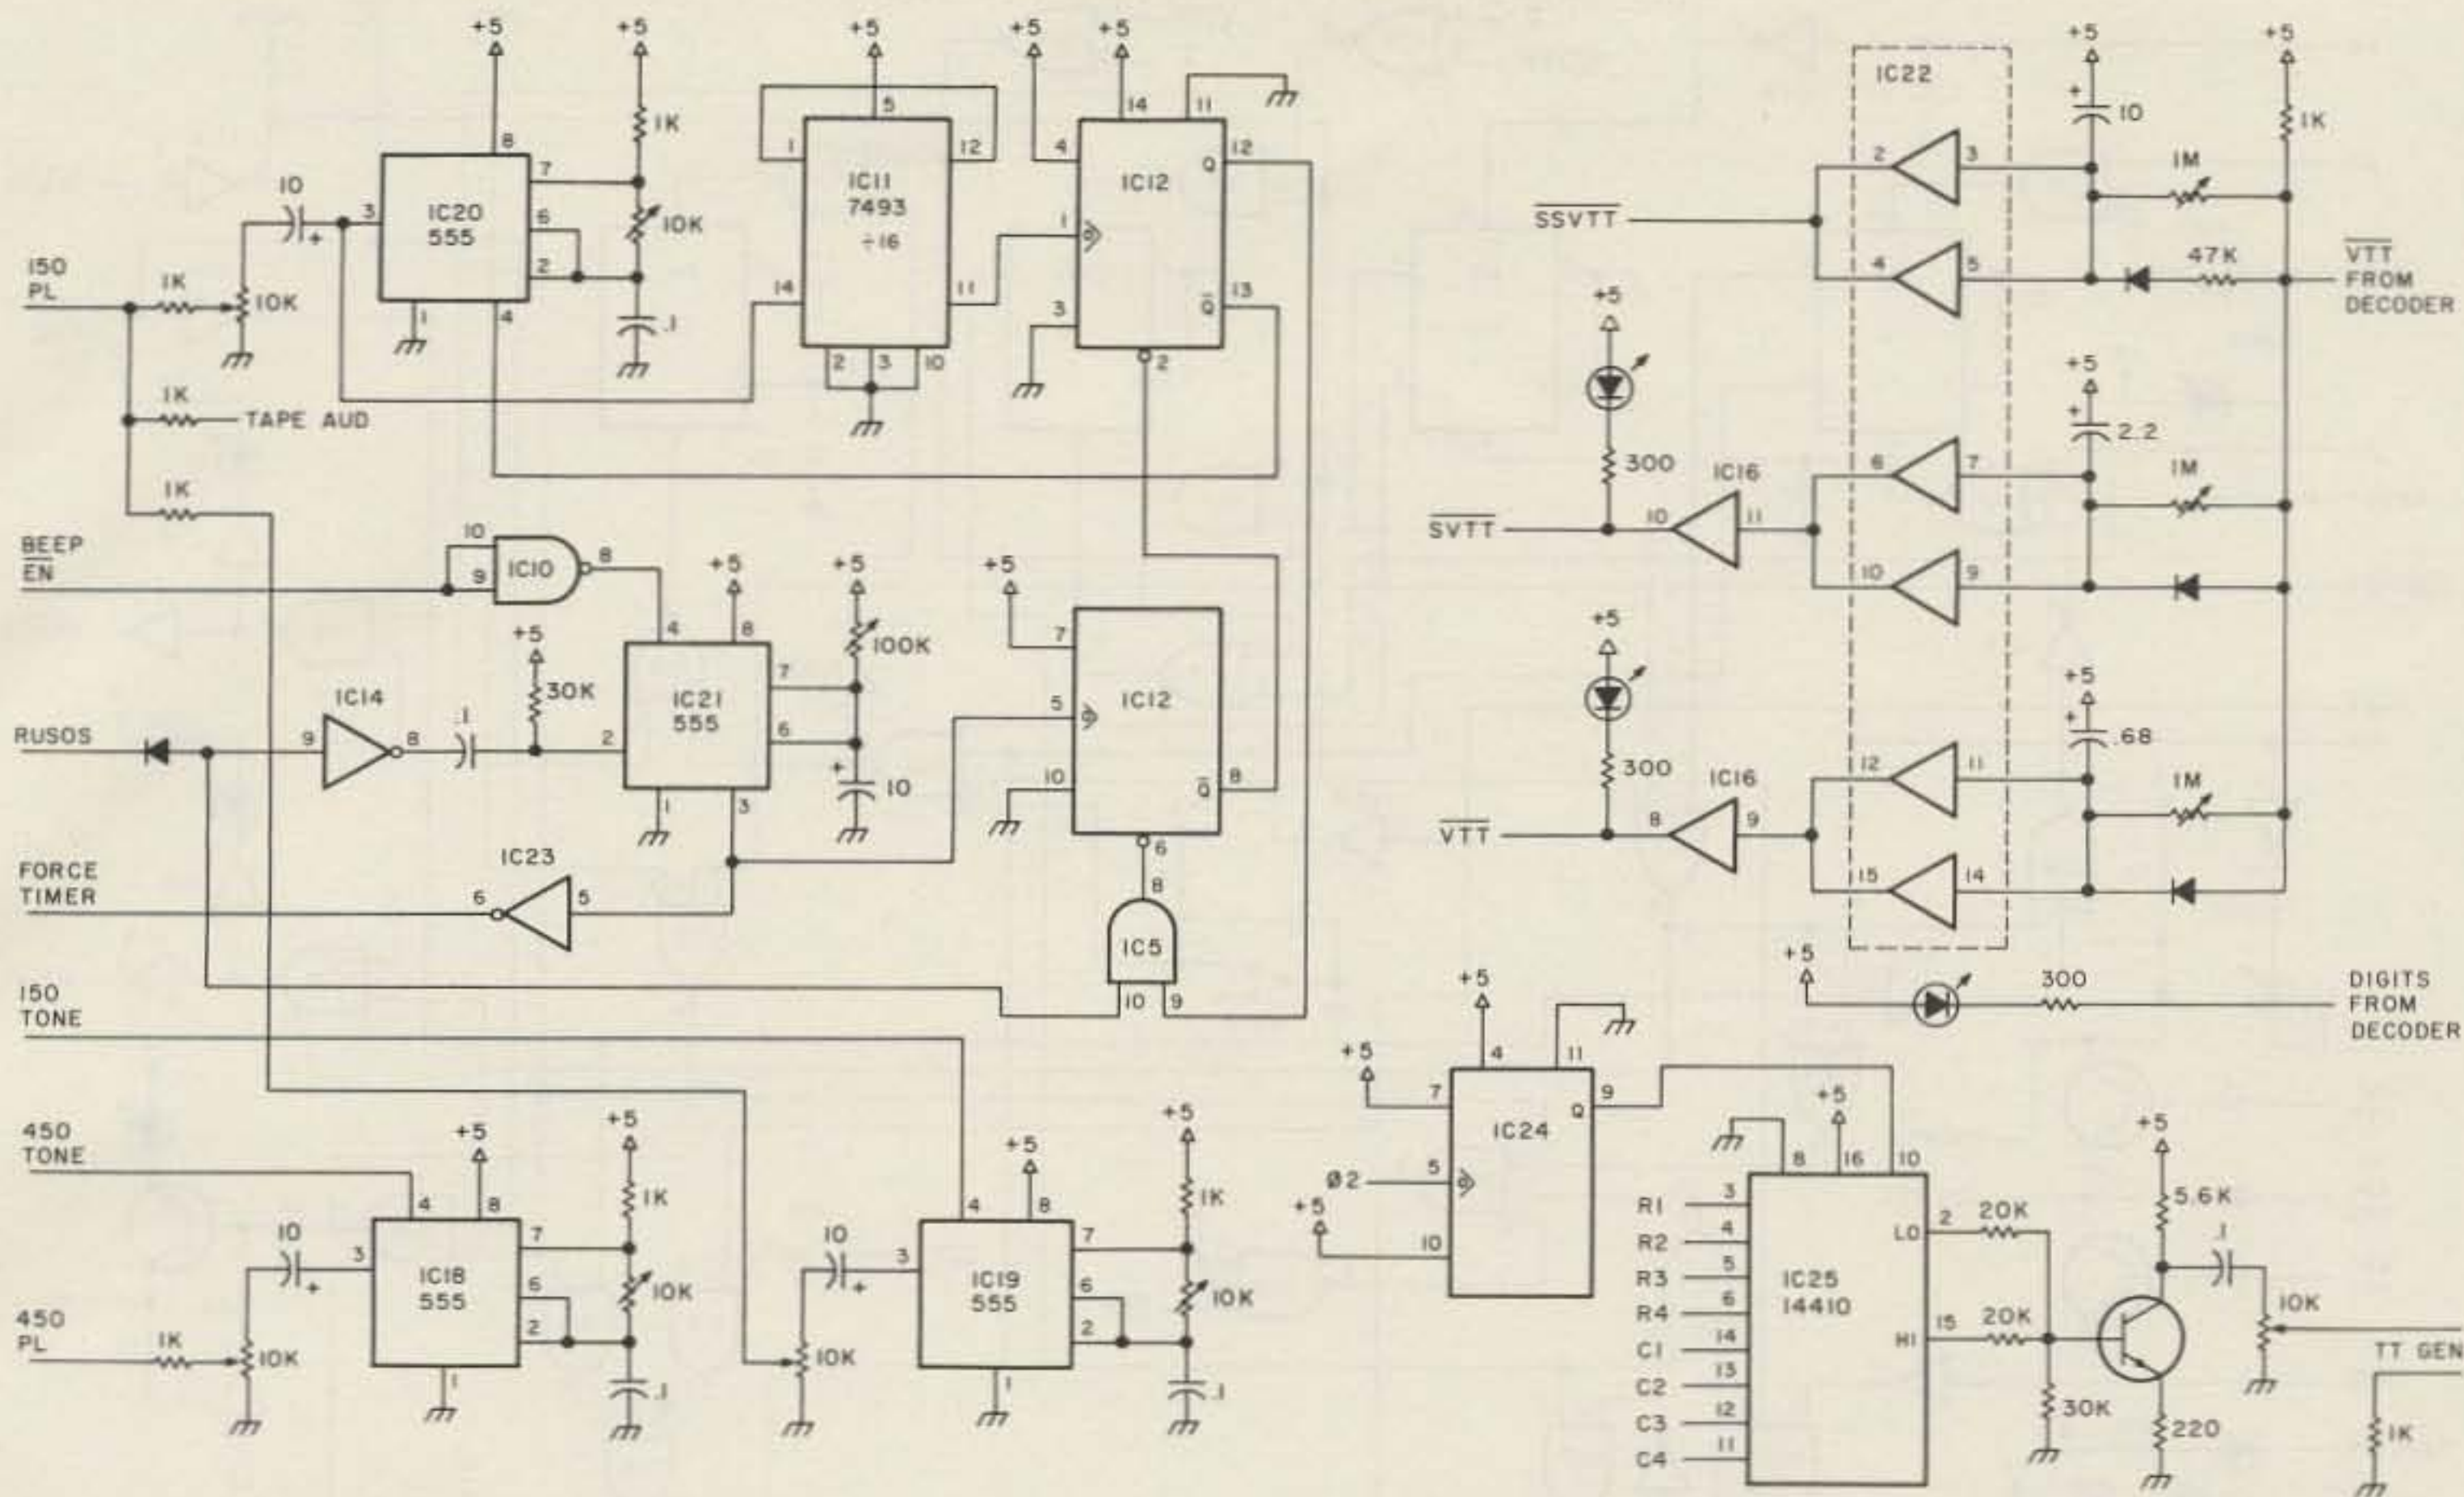 +5
+5
+5
+5
+5
8
7
6
2
1
4
3
IC20
555
1K
10K
.1
10
+
150
PL
1K
10K
1K
TAPE AUD
1K
5
1
12
IC11
7493
÷16
14
11
2
3
10
14
11
4
Q
12
IC12
1
3
Q̅
13
2
BEEP
E̅N̅
10
9
IC10
8
+5
+5
+5
+5
30K
4
8
100K
IC14
7
IC21
555
RUSOS
9
8
.1
2
6
+
10
1
3
7
IC12
5
10
Q̅
8
6
8
IC5
10
9
FORCE
TIMER
IC23
6
5
150
TONE
450
TONE
+5
+5
4
8
1K
10
3
7
IC18
555
6
+
10K
2
450
PL
1K
10K
1
.1
+5
+5
4
8
1K
10
3
7
IC19
555
6
+
10K
2
10K
1
.1
+5
+5
IC22
+
10
1K
2
3
1M
S̅S̅V̅T̅T̅
4
5
47K
V̅T̅T̅
FROM
DECODER
+5
+5
+
2.2
300
IC16
6
7
1M
S̅V̅T̅T̅
10
11
10
9
+5
+5
+
.68
300
IC16
12
11
1M
V̅T̅T̅
8
9
15
14
+5
300
DIGITS
FROM
DECODER
+5
+5
4
11
7
9
Q
IC24
Ø2
5
+5
10
+5
8
16
10
R1
3
R2
4
R3
5
R4
6
C1
14
C2
13
C3
12
C4
11
IC25
14410
LO
2
20K
HI
15
20K
30K
+5
5.6K
.1
10K
TT GEN
220
1K